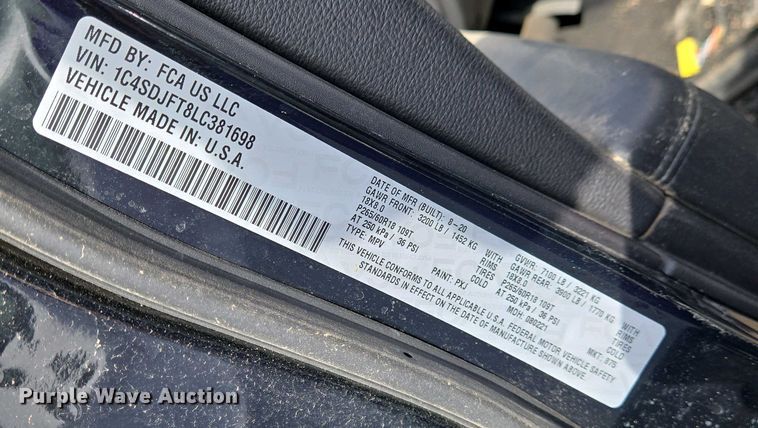 MFD BY: FCA US LLC
VIN: 1C4SDJFT8LC381698
VEHICLE MADE IN: U.S.A.
DATE OF MFR (BUILT): 8-20 GVWR: 7100 LB / 3221 KG
GAWR FRONT: 3200 LB / 1452 KG WITH GAWR REAR: 3900 LB / 1770 KG WITH
18X8.0 RIMS 18X8.0 RIMS
P265/60R18 109T TIRES P265/60R18 109T TIRES
AT 250 kPa / 36 PSI COLD AT 250 kPa / 36 PSI COLD
TYPE: MPV PAINT: PXJ MDH: 080221 MKT: 875
THIS VEHICLE CONFORMS TO ALL APPLICABLE U.S.A. FEDERAL MOTOR VEHICLE SAFETY
STANDARDS IN EFFECT ON THE DATE OF MANUFACTURE SHOWN ABOVE.
Purple Wave Auction